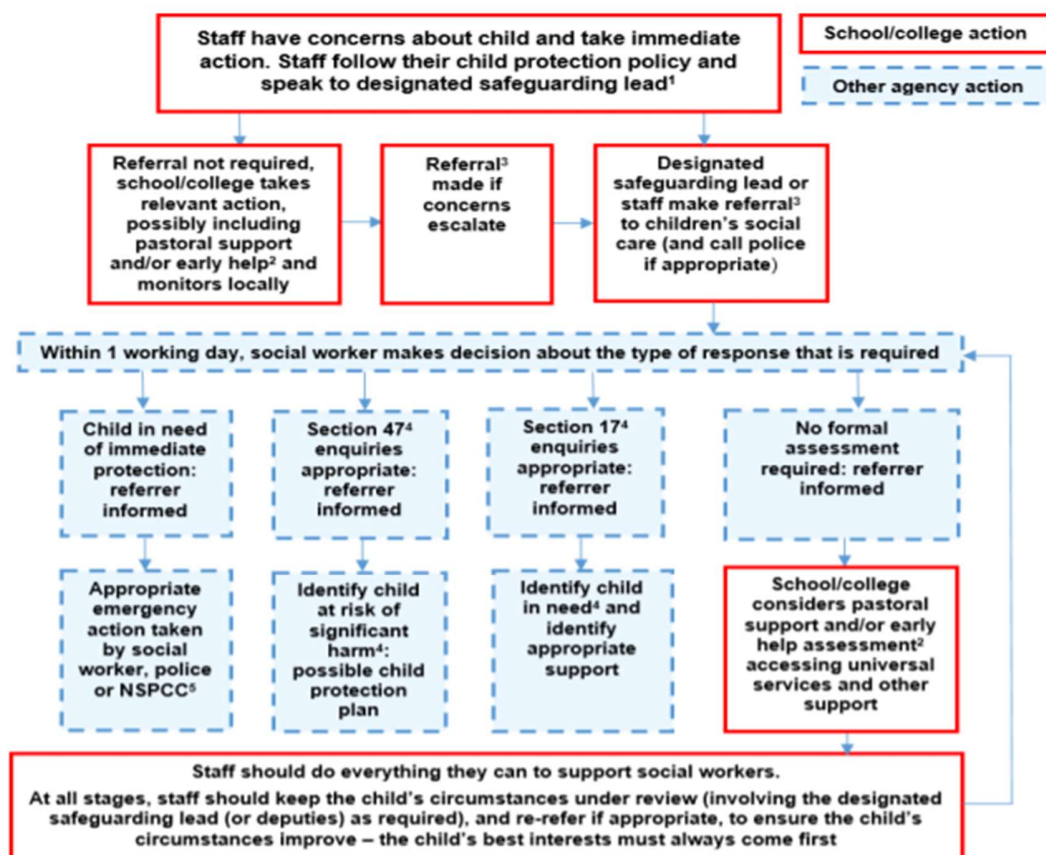 Staff have concerns about child and take immediate
action. Staff follow their child protection policy and
speak to designated safeguarding lead¹
School/college action
Other agency action
Referral not required,
school/college takes
relevant action,
possibly including
pastoral support
and/or early help² and
monitors locally
Referral³
made if
concerns
escalate
Designated
safeguarding lead or
staff make referral³
to children’s social
care (and call police
if appropriate)
Within 1 working day, social worker makes decision about the type of response that is required
Child in need
of immediate
protection:
referrer
informed
Section 47⁴
enquiries
appropriate:
referrer
informed
Section 17⁴
enquiries
appropriate:
referrer
informed
No formal
assessment
required: referrer
informed
Appropriate
emergency
action taken
by social
worker, police
or NSPCC⁵
Identify child
at risk of
significant
harm⁴:
possible child
protection
plan
Identify child
in need⁴ and
identify
appropriate
support
School/college
considers pastoral
support and/or early
help assessment²
accessing universal
services and other
support
Staff should do everything they can to support social workers.
At all stages, staff should keep the child’s circumstances under review (involving the designated
safeguarding lead (or deputies) as required), and re-refer if appropriate, to ensure the child’s
circumstances improve – the child’s best interests must always come first